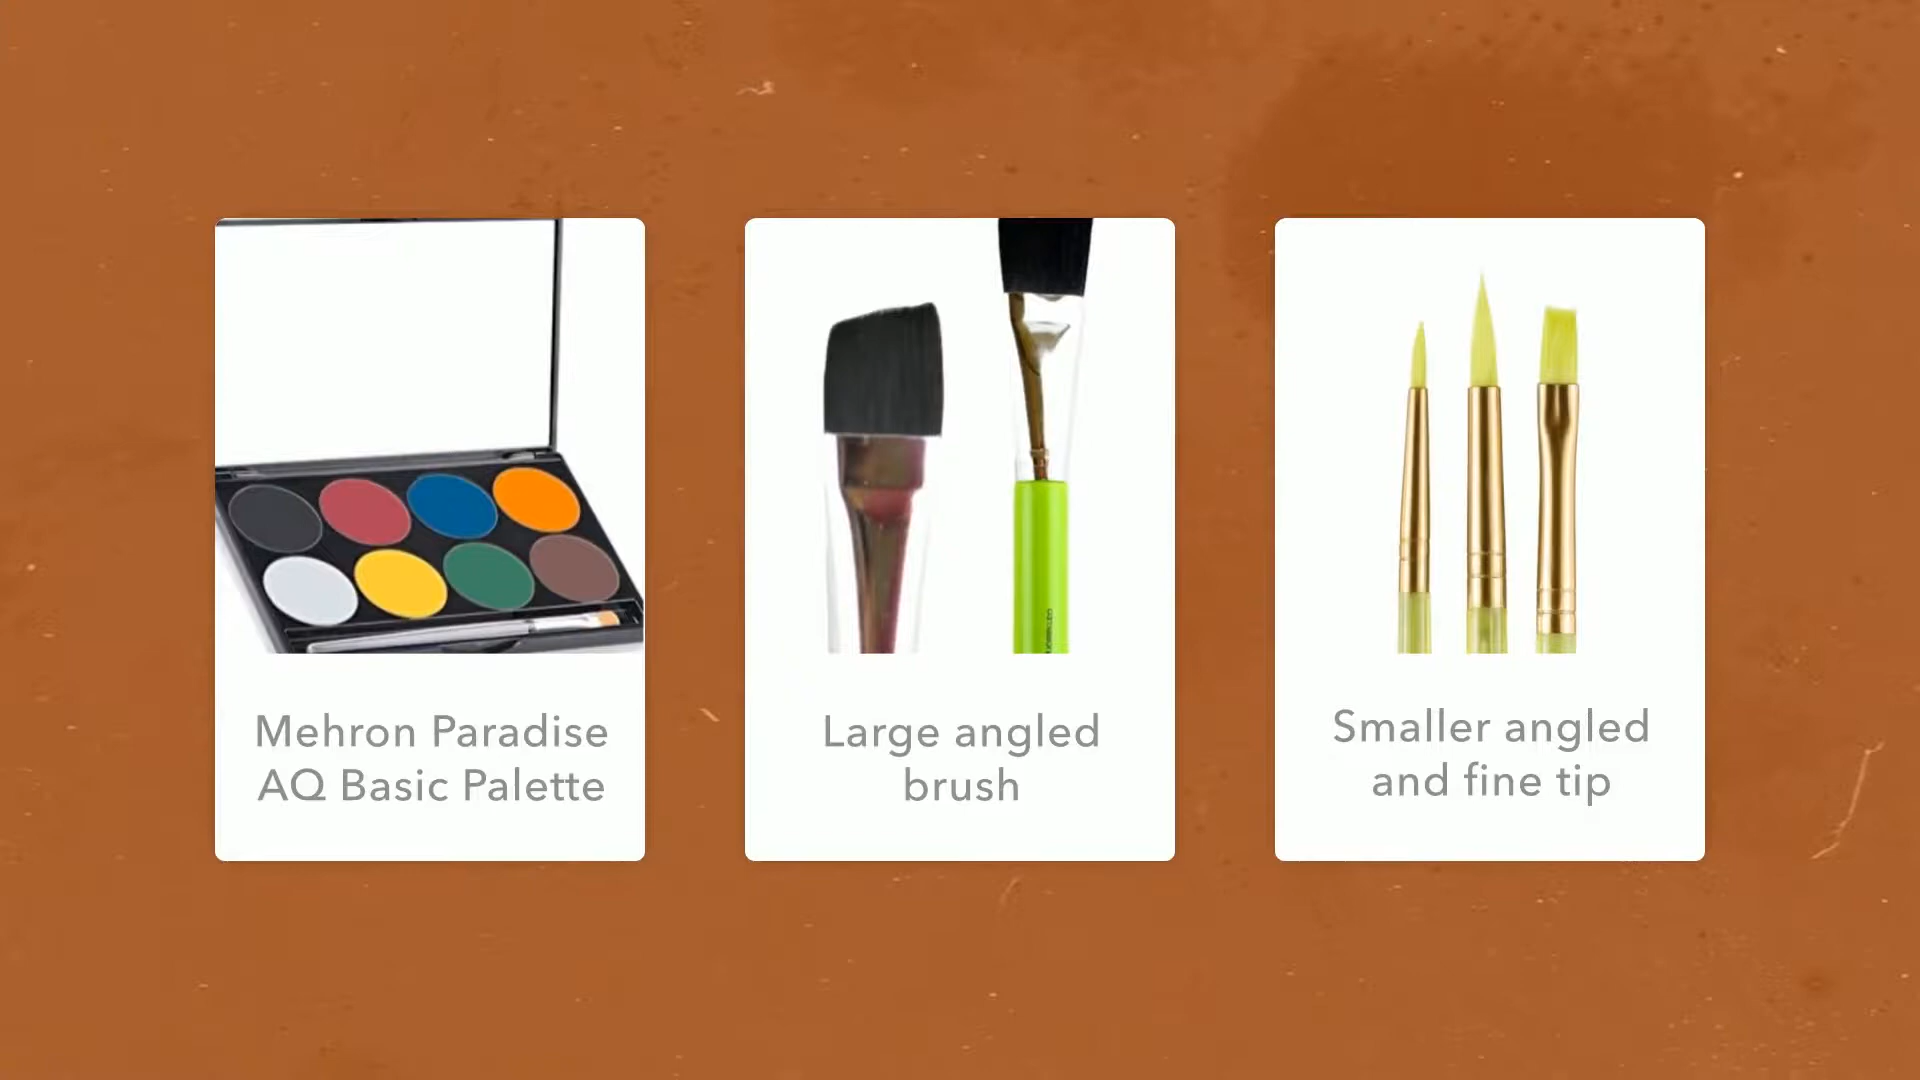 Mehron Paradise
AQ Basic Palette
Large angled
brush
Smaller angled
and fine tip